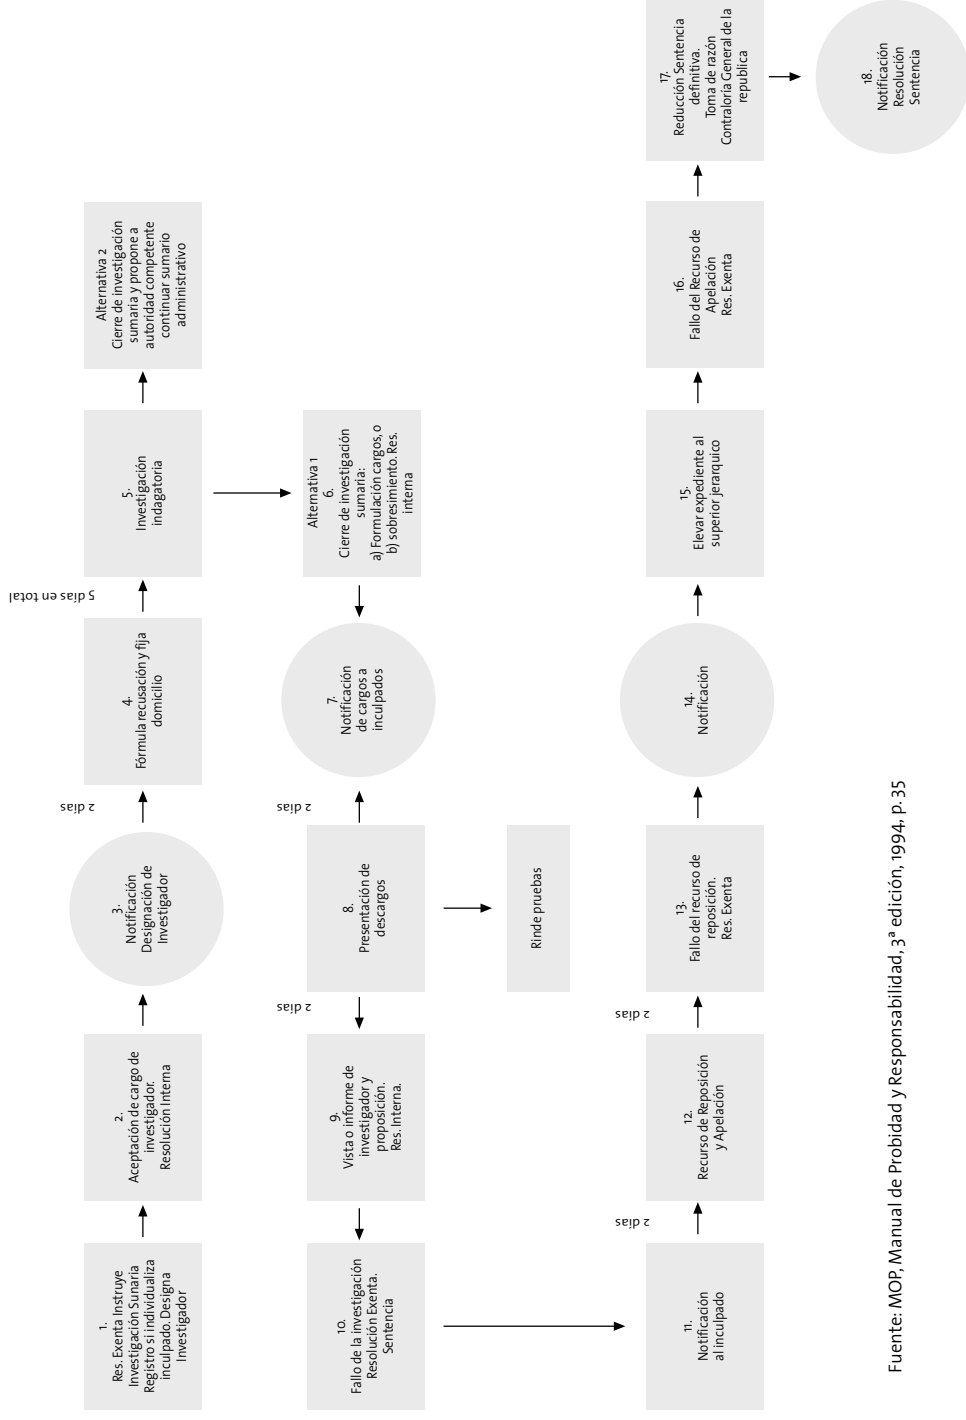 1.
Res. Exenta Instruye
Investigación Sunaria
Registro si individualiza
inculpado. Designa
Investigador
2.
Aceptación de cargo de
investigador.
Resolución Interna
3.
Notificación
Designación de
Investigador
2 días
4.
Fórmula recusación y fija
domicilio
5 días en total
5.
Investigación
indagatoria
Alternativa 2
Cierre de investigación
sumaria y propone a
autoridad competente
continuar sumario
administrativo
Alternativa 1
6.
Cierre de investigación
sumaria:
a) Formulación cargos, o
b) sobresimiento. Res.
interna
7.
Notificación
de cargos a
inculpados
2 días
8.
Presentación de
descargos
Rinde pruebas
2 días
9.
Vista o informe de
investigador y
proposición.
Res. Interna.
10.
Fallo de la investigación
Resolución Exenta.
Sentencia
11.
Notificación
al inculpado
2 días
12.
Recurso de Reposición
y Apelación
2 días
13.
Fallo del recurso de
reposición.
Res. Exenta
14.
Notificación
15.
Elevar expediente al
superior jerarquico
16.
Fallo del Recurso de
Apelación
Res. Exenta
17.
Reducción Sentencia
definitiva.
Toma de razón
Contraloría General de la
republica
18.
Notificación
Resolución
Sentencia
Fuente: MOP, Manual de Probidad y Responsabilidad, 3ª edición, 1994, p. 35